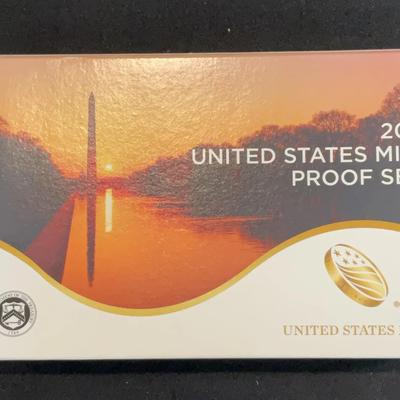 20
UNITED STATES MI
PROOF SE
UNITED STATES